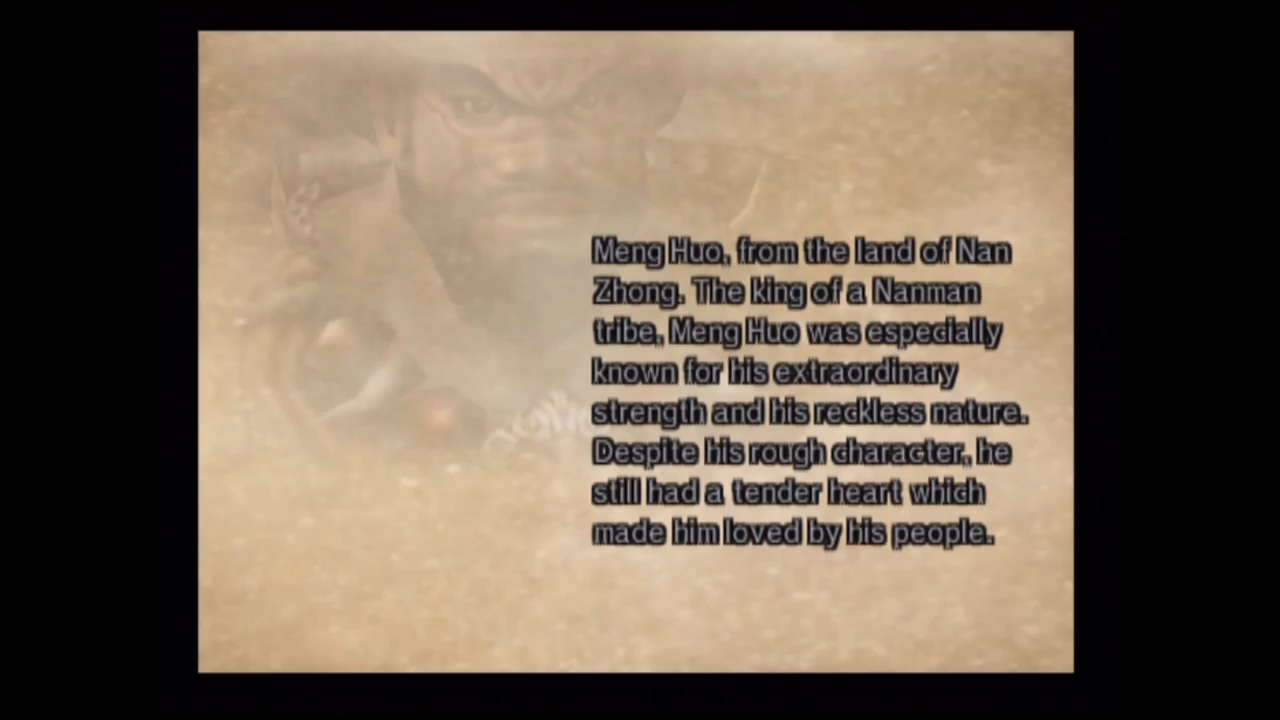 Meng Huo, from the land of Nan
Zhong. The king of a Nanman
tribe, Meng Huo was especially
known for his extraordinary
strength and his reckless nature.
Despite his rough character, he
still had a tender heart which
made him loved by his people.